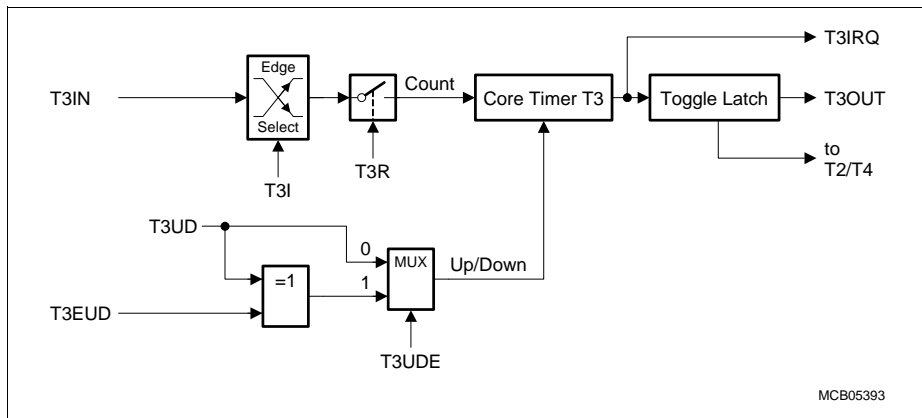 T3IRQ
T3IN
Edge
Select
Count
Core Timer T3
Toggle Latch
T3OUT
T3I
T3R
to
T2/T4
T3UD
0
MUX
Up/Down
=1
1
T3EUD
T3UDE
MCB05393